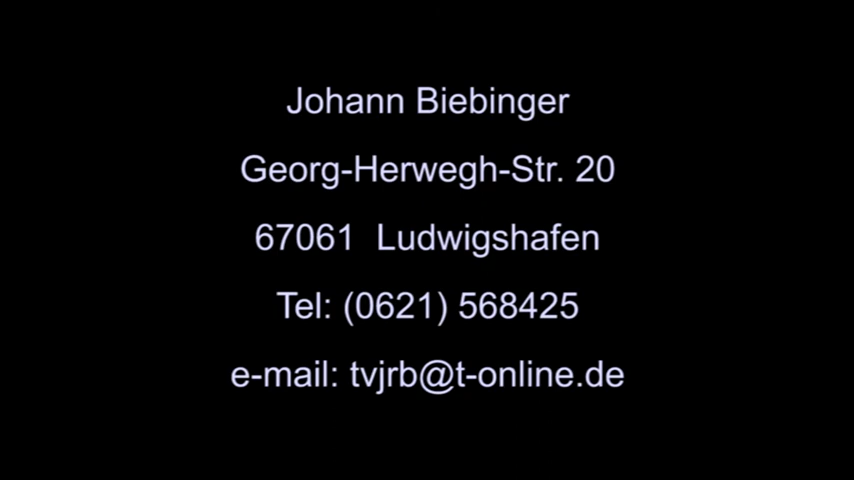 Johann Biebinger
Georg-Herwegh-Str. 20
67061  Ludwigshafen
Tel: (0621) 568425
e-mail: tvjrb@t-online.de